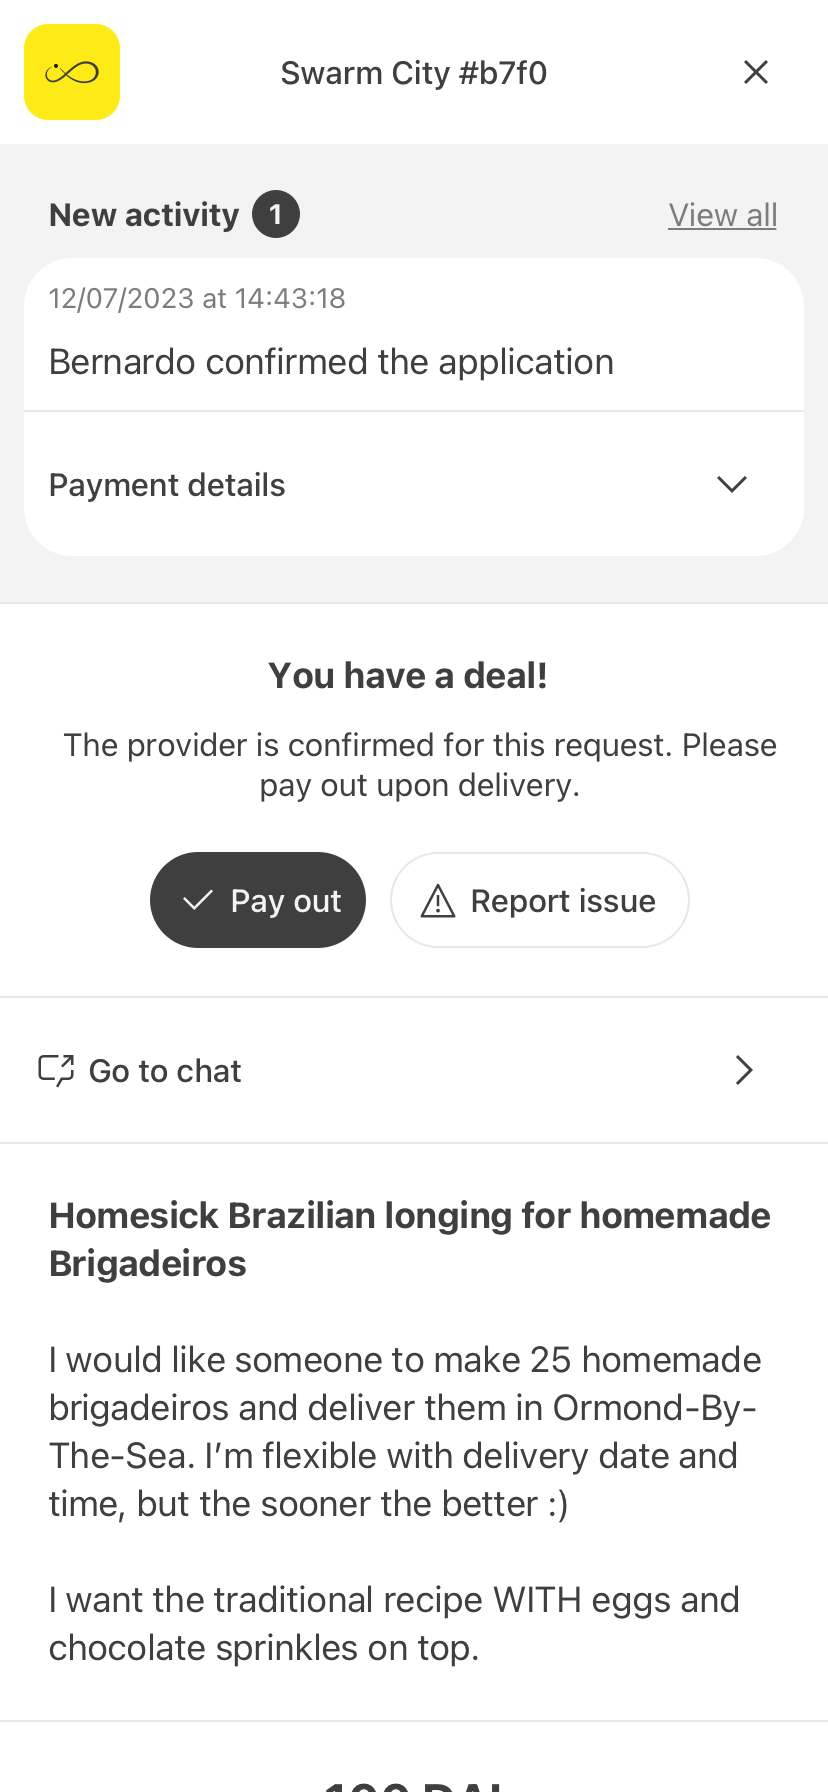 Swarm City #b7f0
New activity 1
View all
12/07/2023 at 14:43:18
Bernardo confirmed the application
Payment details
You have a deal!
The provider is confirmed for this request. Please
pay out upon delivery.
Pay out
Report issue
Go to chat
Homesick Brazilian longing for homemade
Brigadeiros
I would like someone to make 25 homemade
brigadeiros and deliver them in Ormond-By-
The-Sea. I’m flexible with delivery date and
time, but the sooner the better :)
I want the traditional recipe WITH eggs and
chocolate sprinkles on top.